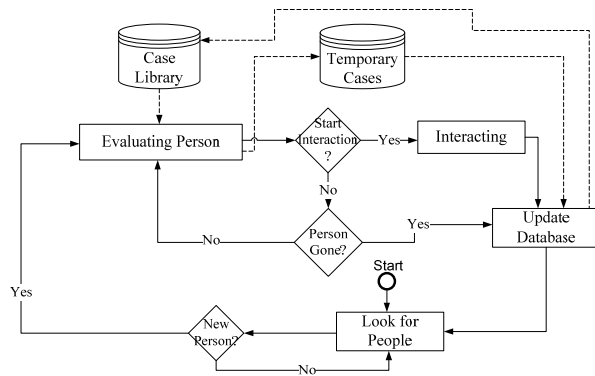 Case
Library
Temporary
Cases
Evaluating Person
Start
Interaction
?
Yes
Interacting
No
Person
Gone?
No
Yes
Update
Database
Start
Yes
New
Person?
Look for
People
No